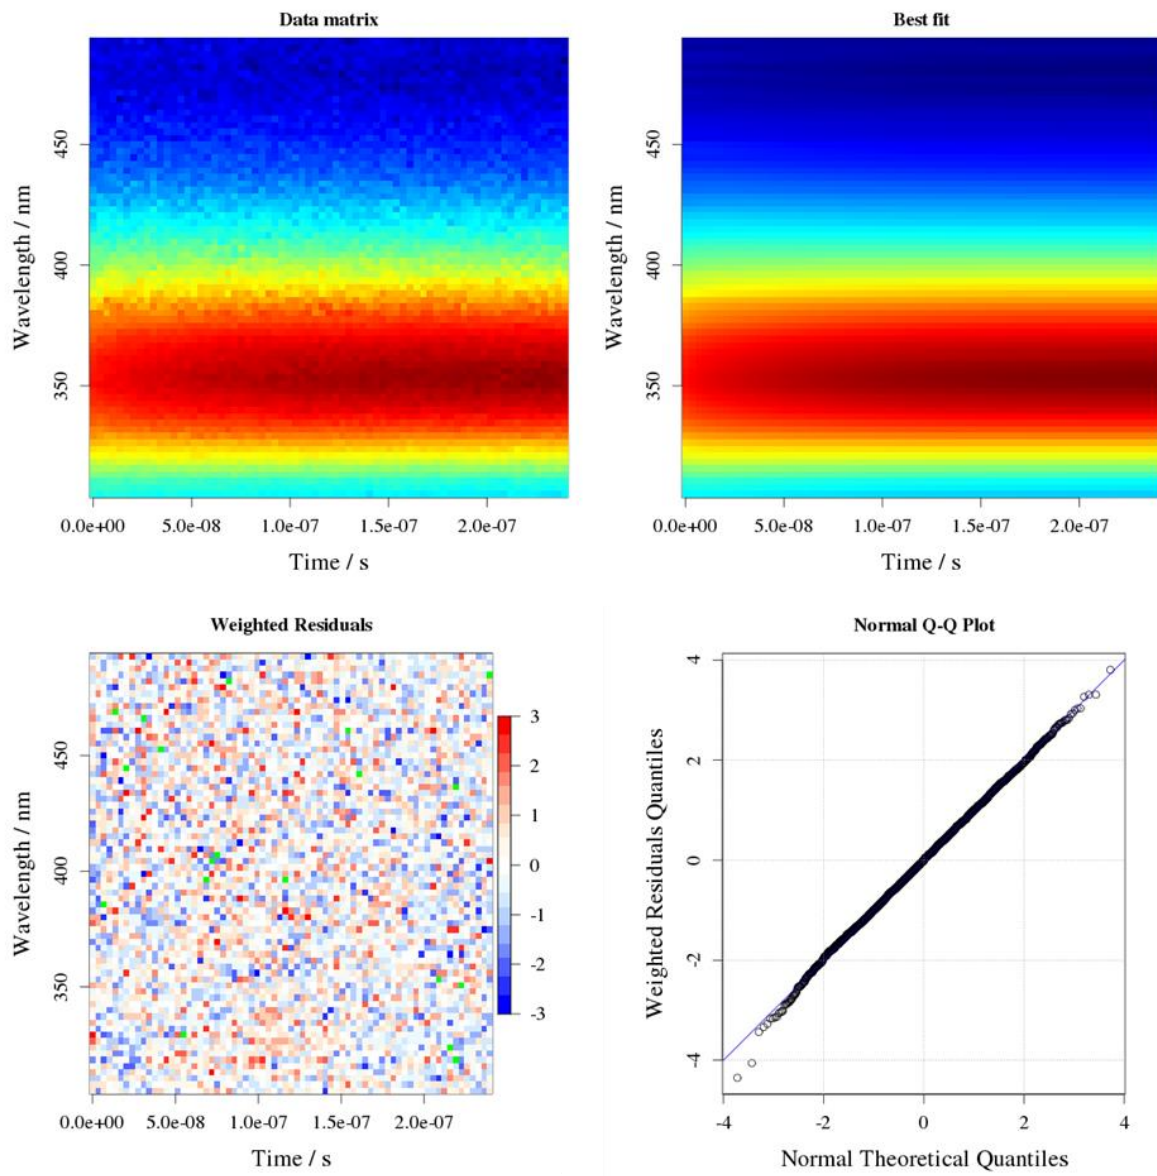 Data matrix
Best fit
Wavelength / nm
450
400
350
0.0e+00 5.0e-08 1.0e-07 1.5e-07 2.0e-07
Time / s
Wavelength / nm
450
400
350
0.0e+00 5.0e-08 1.0e-07 1.5e-07 2.0e-07
Time / s
Weighted Residuals
Wavelength / nm
450
400
350
0.0e+00 5.0e-08 1.0e-07 1.5e-07 2.0e-07
Time / s
3
2
1
0
-1
-2
-3
Normal Q-Q Plot
Weighted Residuals Quantiles
4
2
0
-2
-4
-4 -2 0 2 4
Normal Theoretical Quantiles